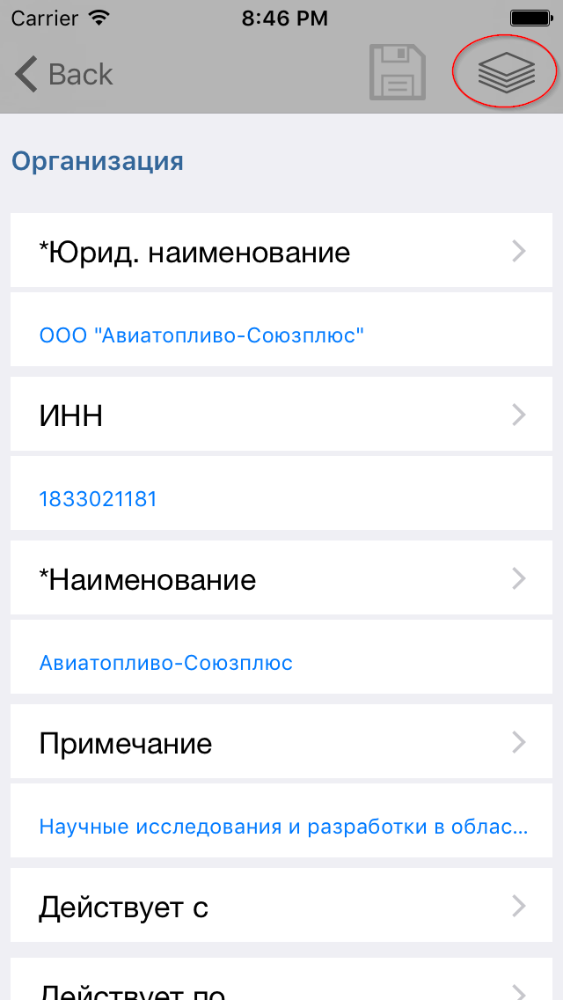 Carrier 8:46 PM
Back
Организация
*Юрид. наименование
ООО "Авиатопливо-Союзплюс"
ИНН
1833021181
*Наименование
Авиатопливо-Союзплюс
Примечание
Научные исследования и разработки в облас...
Действует с
Действует по